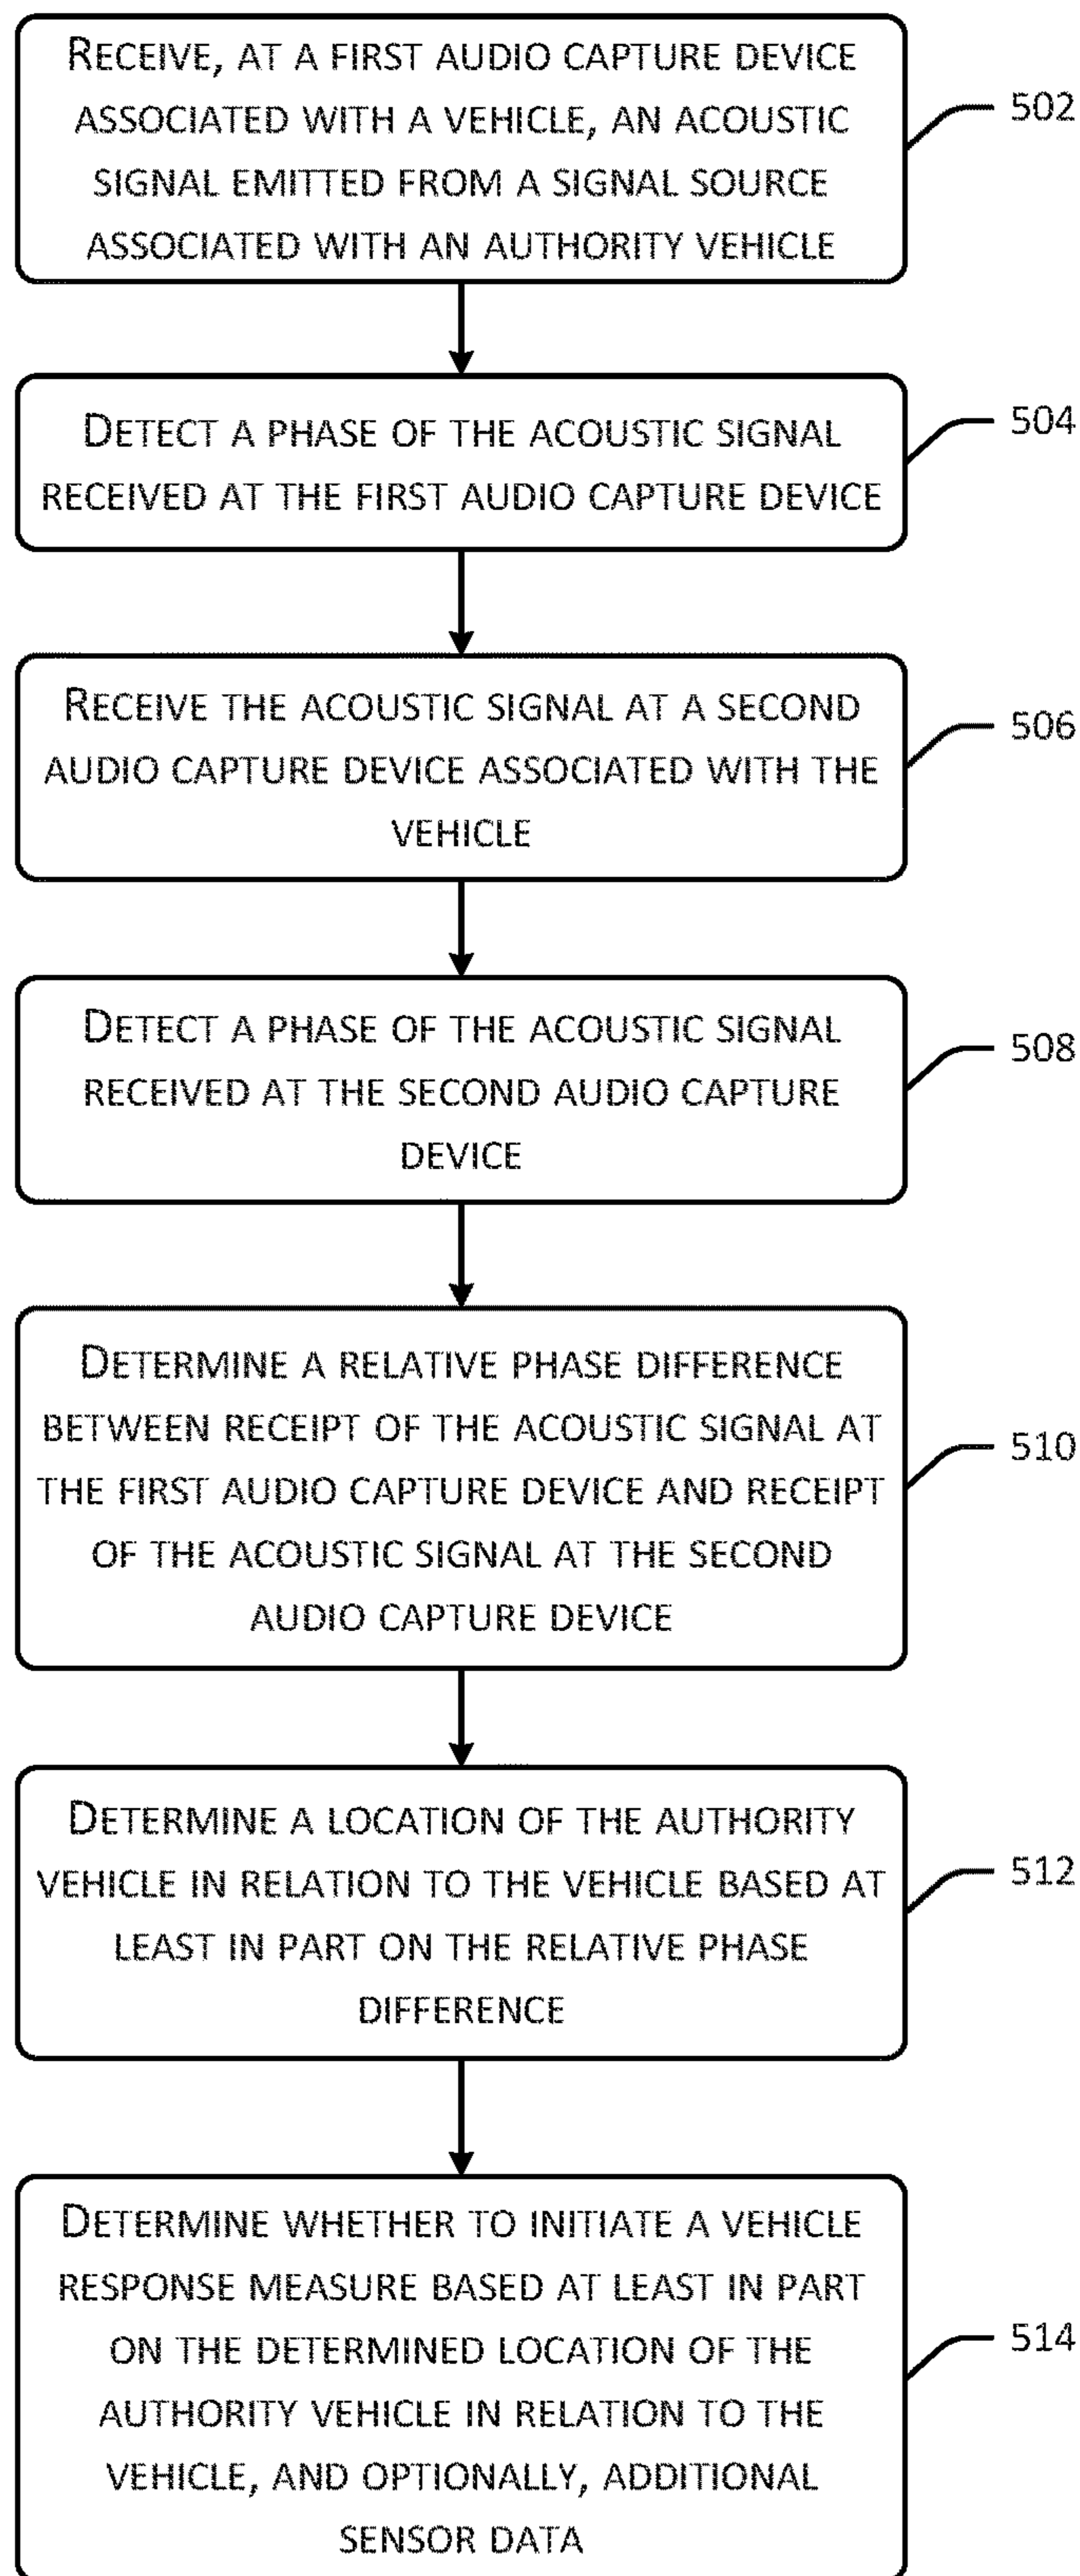 RECEIVE, AT A FIRST AUDIO CAPTURE DEVICE
ASSOCIATED WITH A VEHICLE, AN ACOUSTIC
SIGNAL EMITTED FROM A SIGNAL SOURCE
ASSOCIATED WITH AN AUTHORITY VEHICLE
502
DETECT A PHASE OF THE ACOUSTIC SIGNAL
RECEIVED AT THE FIRST AUDIO CAPTURE DEVICE
504
RECEIVE THE ACOUSTIC SIGNAL AT A SECOND
AUDIO CAPTURE DEVICE ASSOCIATED WITH THE
VEHICLE
506
DETECT A PHASE OF THE ACOUSTIC SIGNAL
RECEIVED AT THE SECOND AUDIO CAPTURE
DEVICE
508
DETERMINE A RELATIVE PHASE DIFFERENCE
BETWEEN RECEIPT OF THE ACOUSTIC SIGNAL AT
THE FIRST AUDIO CAPTURE DEVICE AND RECEIPT
OF THE ACOUSTIC SIGNAL AT THE SECOND
AUDIO CAPTURE DEVICE
510
DETERMINE A LOCATION OF THE AUTHORITY
VEHICLE IN RELATION TO THE VEHICLE BASED AT
LEAST IN PART ON THE RELATIVE PHASE
DIFFERENCE
512
DETERMINE WHETHER TO INITIATE A VEHICLE
RESPONSE MEASURE BASED AT LEAST IN PART
ON THE DETERMINED LOCATION OF THE
AUTHORITY VEHICLE IN RELATION TO THE
VEHICLE, AND OPTIONALLY, ADDITIONAL
SENSOR DATA
514